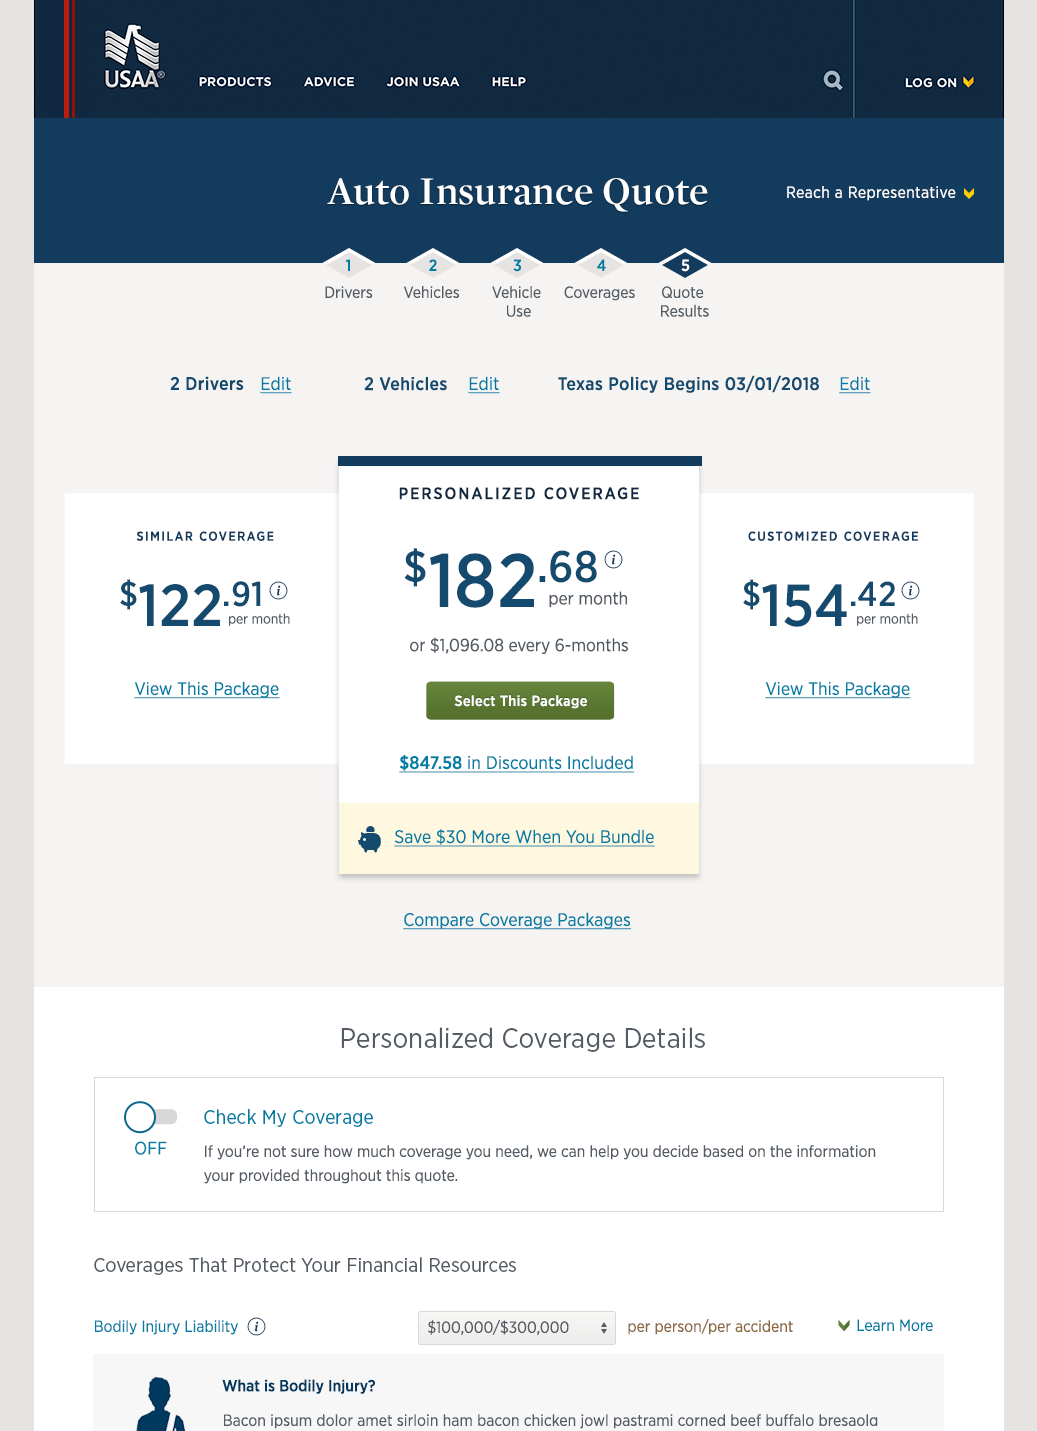 USAA®
PRODUCTS
ADVICE
JOIN USAA
HELP
LOG ON
Auto Insurance Quote
Reach a Representative
1
2
3
4
5
Drivers
Vehicles
Vehicle
Use
Coverages
Quote
Results
2 Drivers Edit
2 Vehicles Edit
Texas Policy Begins 03/01/2018 Edit
SIMILAR COVERAGE
$122.91 i
per month
View This Package
PERSONALIZED COVERAGE
$182.68 i
per month
or $1,096.08 every 6-months
Select This Package
$847.58 in Discounts Included
Save $30 More When You Bundle
CUSTOMIZED COVERAGE
$154.42 i
per month
View This Package
Compare Coverage Packages
Personalized Coverage Details
OFF
Check My Coverage
If you’re not sure how much coverage you need, we can help you decide based on the information
your provided throughout this quote.
Coverages That Protect Your Financial Resources
Bodily Injury Liability i
$100,000/$300,000
per person/per accident
Learn More
What is Bodily Injury?
Bacon ipsum dolor amet sirloin ham bacon chicken jowl pastrami corned beef buffalo bresaola